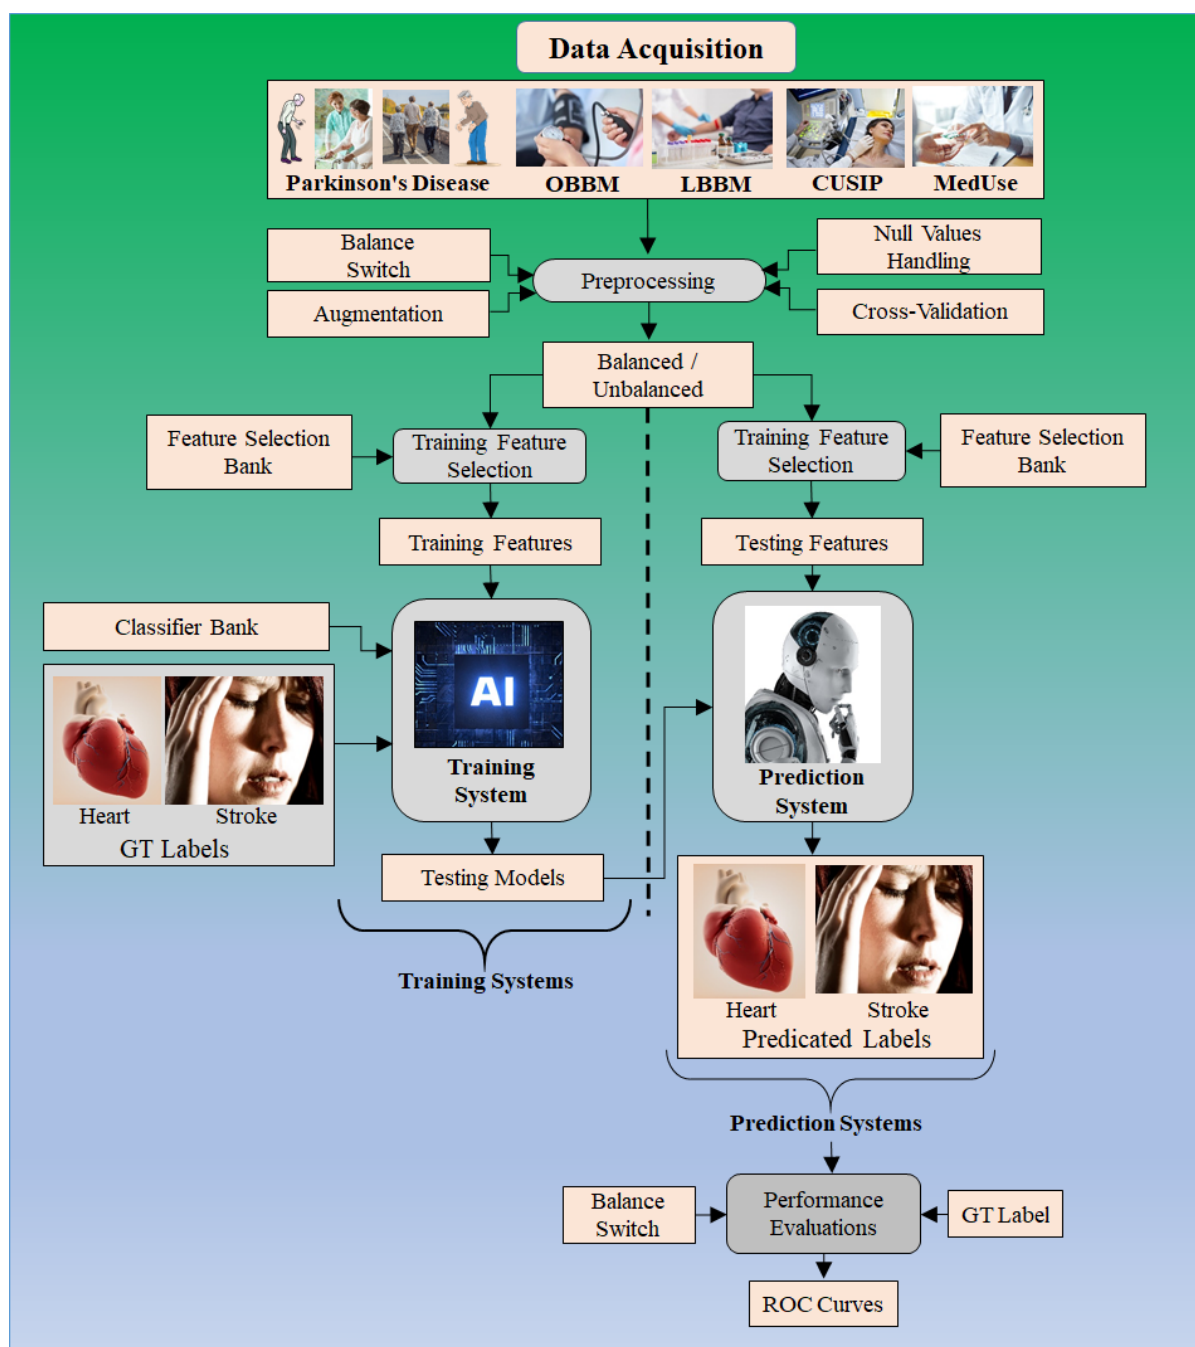 Data Acquisition
Parkinson's Disease
OBBM
LBBM
CUSIP
MedUse
Balance
Switch
Null Values
Handling
Preprocessing
Augmentation
Cross-Validation
Balanced /
Unbalanced
Feature Selection
Bank
Training Feature
Selection
Training Feature
Selection
Feature Selection
Bank
Training Features
Testing Features
Classifier Bank
AI
Training
System
Heart
Stroke
GT Labels
Prediction
System
Testing Models
Training Systems
Heart
Stroke
Predicated Labels
Prediction Systems
Balance
Switch
Performance
Evaluations
GT Label
ROC Curves